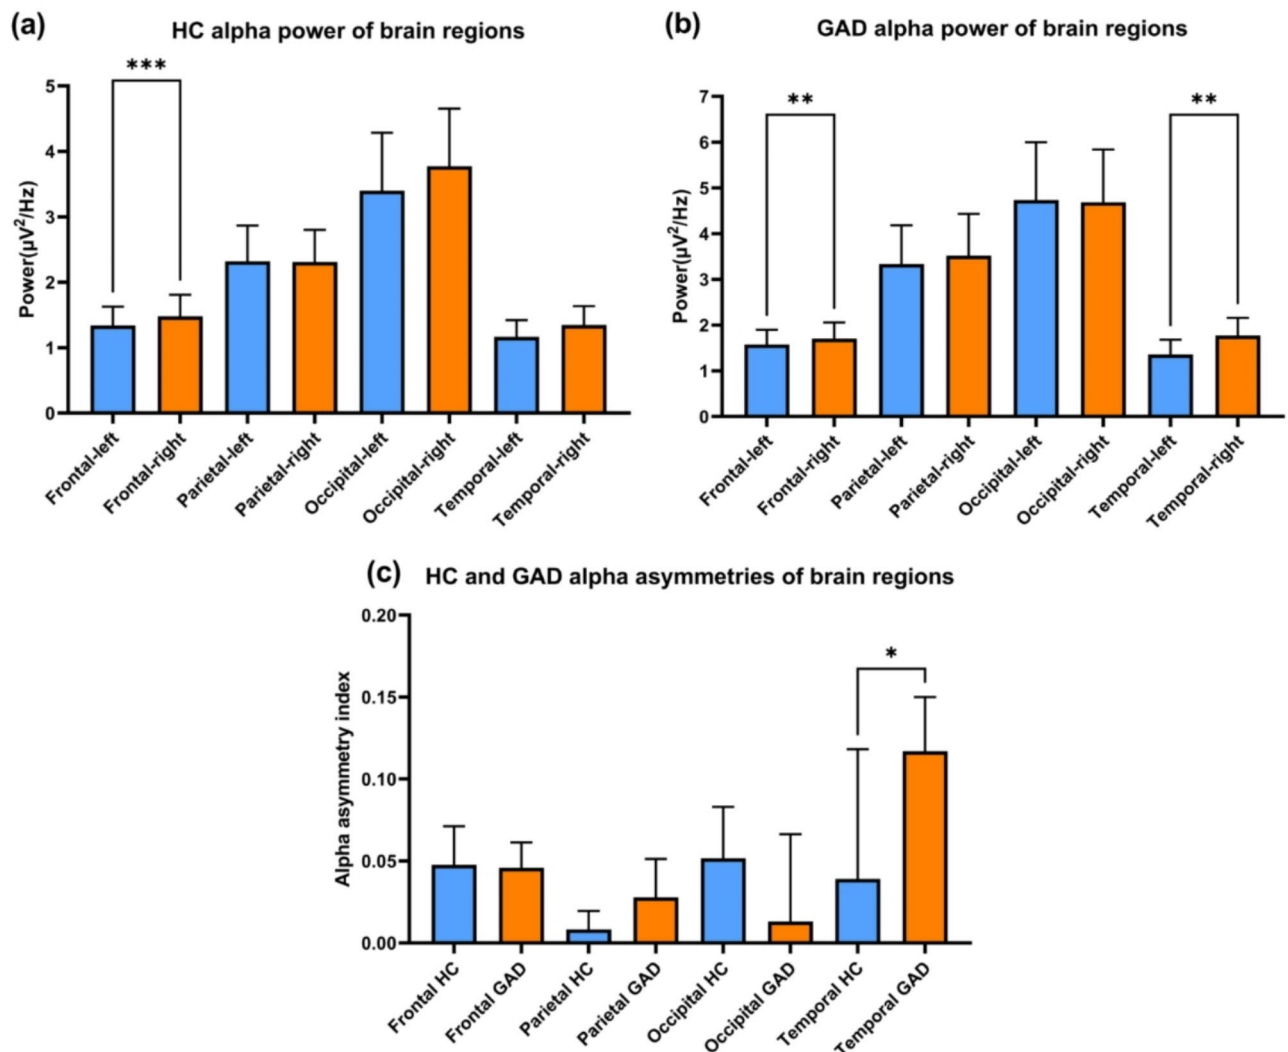 (a)
HC alpha power of brain regions
***
5
4
3
2
1
0
Power(µV²/Hz)
Frontal-left
Frontal-right
Parietal-left
Parietal-right
Occipital-left
Occipital-right
Temporal-left
Temporal-right
(b)
GAD alpha power of brain regions
**
**
7
6
5
4
3
2
1
0
Power(µV²/Hz)
Frontal-left
Frontal-right
Parietal-left
Parietal-right
Occipital-left
Occipital-right
Temporal-left
Temporal-right
(c)
HC and GAD alpha asymmetries of brain regions
*
0.20
0.15
0.10
0.05
0.00
Alpha asymmetry index
Frontal HC
Frontal GAD
Parietal HC
Parietal GAD
Occipital HC
Occipital GAD
Temporal HC
Temporal GAD